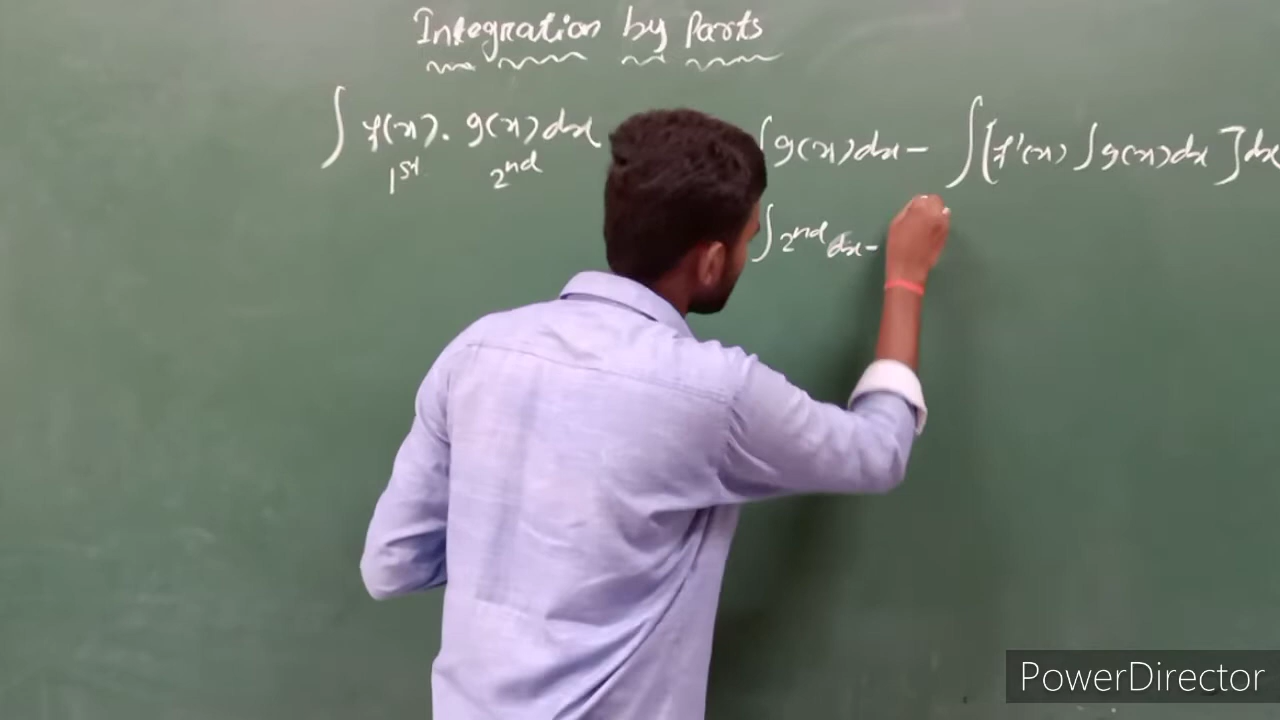 Integration by Parts
∫ f(x). g(x)dx ∫g(x)dx - ∫[f'(x) ∫g(x)dx]dx
1st 2nd
∫2nd dx -
PowerDirector